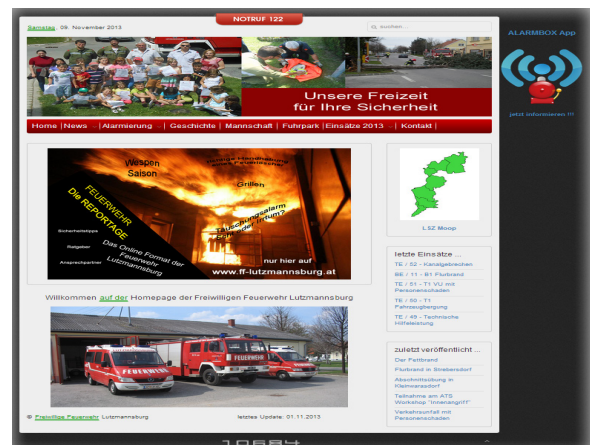 NOTRUF 122
Samstag, 09. November 2013
suchen...
ALARMBOX App
Unsere Freizeit
für Ihre Sicherheit
jetzt informieren !!!
Home | News | Alarmierung | Geschichte | Mannschaft | Fuhrpark | Einsätze 2013 | Kontakt |
Wespen
Saison
Grillen
FEUERWEHR
Die REPORTAGE
Täuschungsalarm
Echt oder Irrtum?
Sicherheitstipps
Ratgeber
Ansprechpartner
Das Online Format der
Feuerwehr
Lutzmannsburg
nur hier auf
www.ff-lutzmannsburg.at
LSZ Moop
letzte Einsätze ...
TE / 52 - Kanalgebrechen
BE / 11 - B1 Flurbrand
TE / 51 - T1 VU mit
Personenschaden
TE / 50 - T1
Fahrzeugbergung
TE / 49 - Technische
Hilfeleistung
Willkommen auf der Homepage der Freiwilligen Feuerwehr Lutzmannsburg
FEUERWEHR
zuletzt veröffentlicht ...
Der Fettbrand
Flurbrand in Strebersdorf
Abschnittsübung in
Kleinwarasdorf
Teilnahme am ATS
Workshop "Innenangriff"
Verkehrsunfall mit
Personenschaden
© Freiwillige Feuerwehr Lutzmannsburg
letztes Update: 01.11.2013